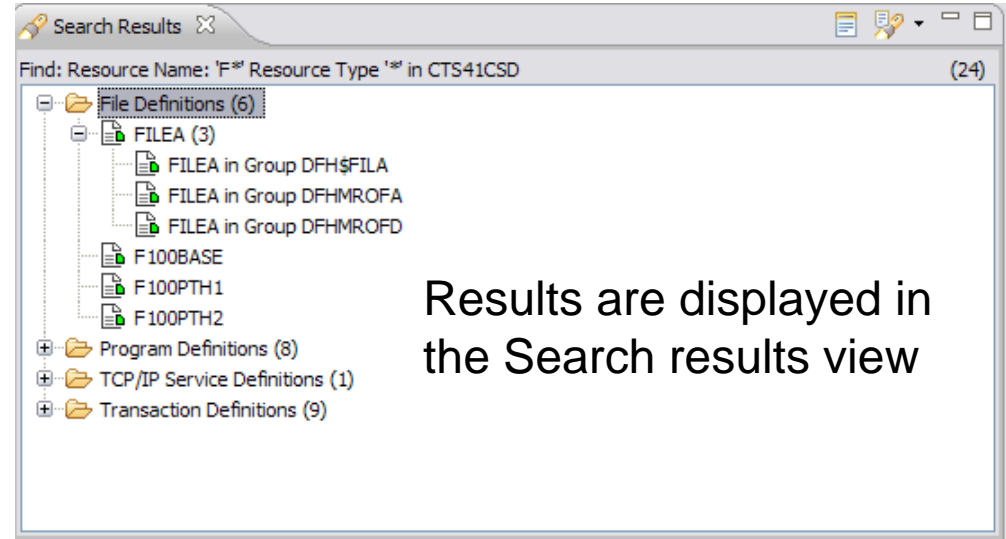 Search Results
Find: Resource Name: 'F*' Resource Type '*' in CTS41CSD (24)
File Definitions (6)
FILEA (3)
FILEA in Group DFH$FILA
FILEA in Group DFHMROFA
FILEA in Group DFHMROFD
F100BASE
F100PTH1
F100PTH2
Program Definitions (8)
TCP/IP Service Definitions (1)
Transaction Definitions (9)
Results are displayed in
the Search results view